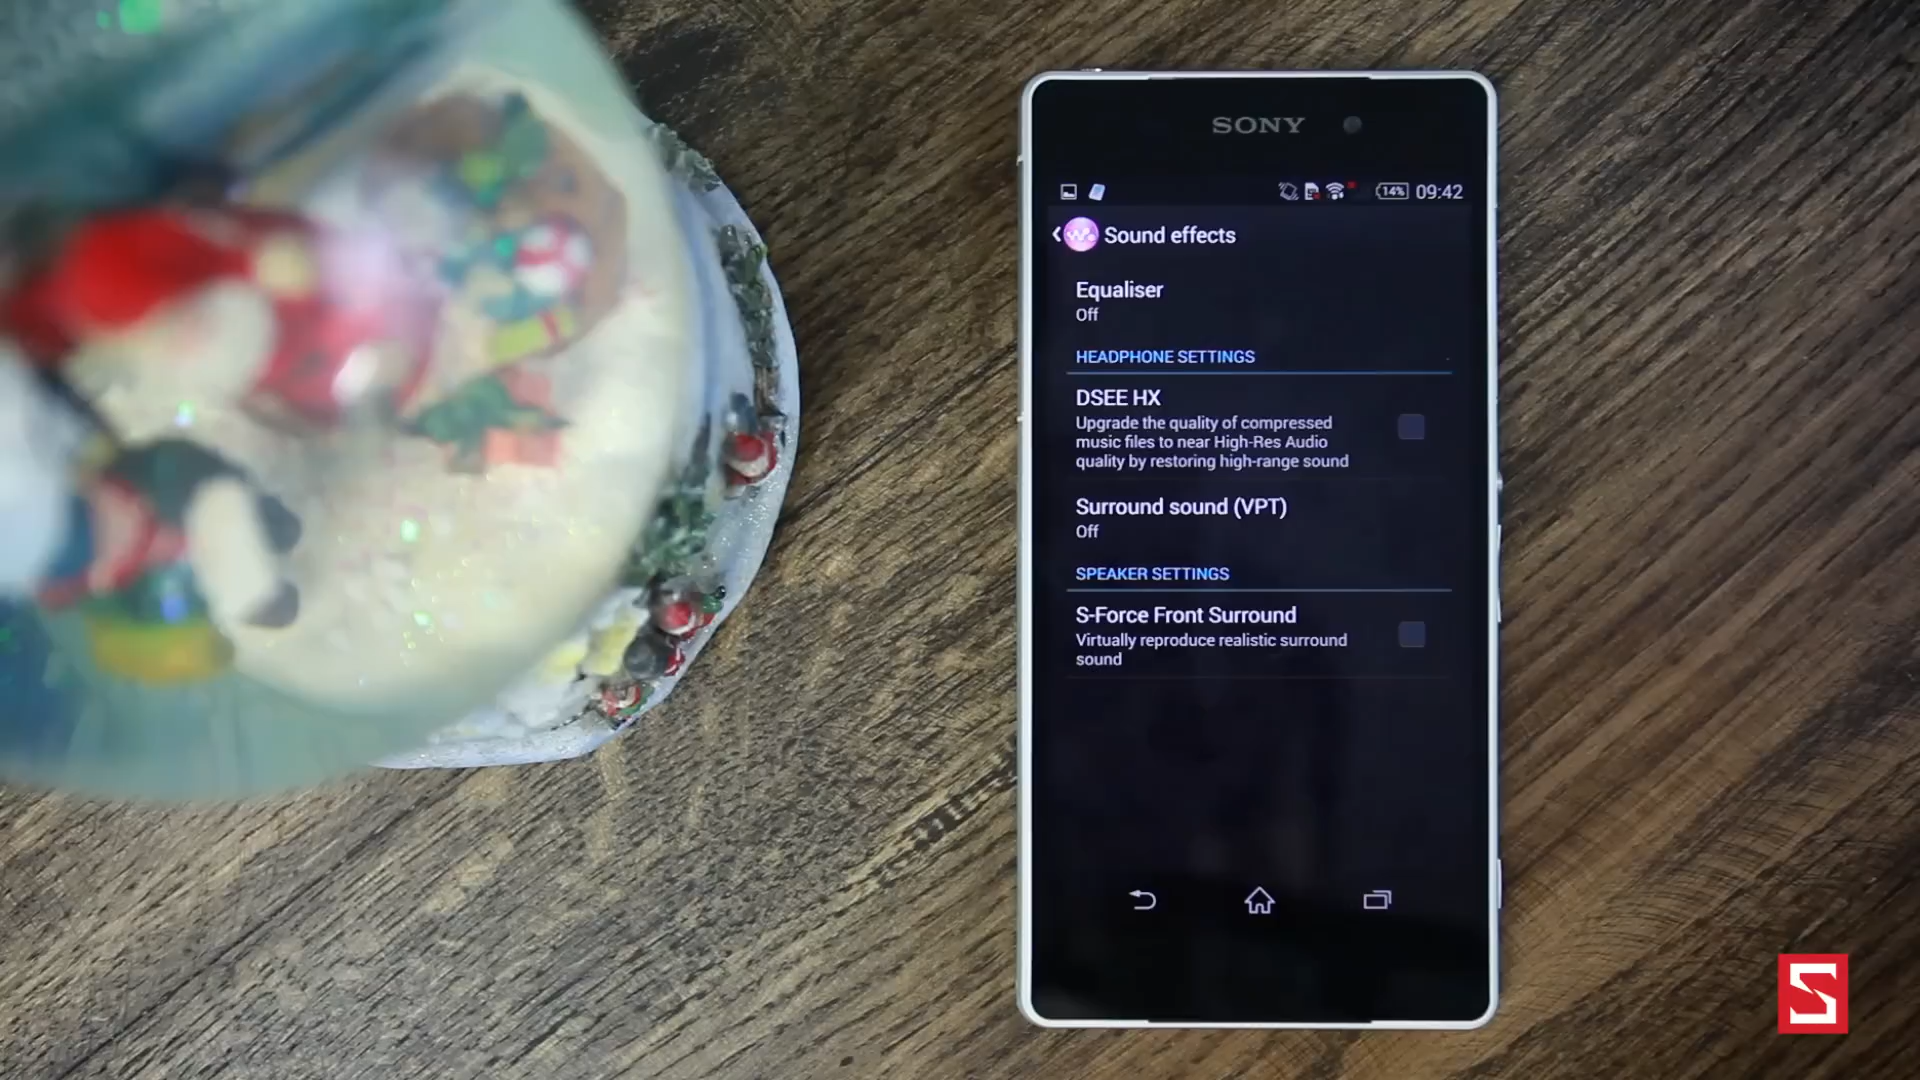 SONY
14% 09:42
Sound effects
Equaliser
Off
HEADPHONE SETTINGS
DSEE HX
Upgrade the quality of compressed
music files to near High-Res Audio
quality by restoring high-range sound
Surround sound (VPT)
Off
SPEAKER SETTINGS
S-Force Front Surround
Virtually reproduce realistic surround
sound
S